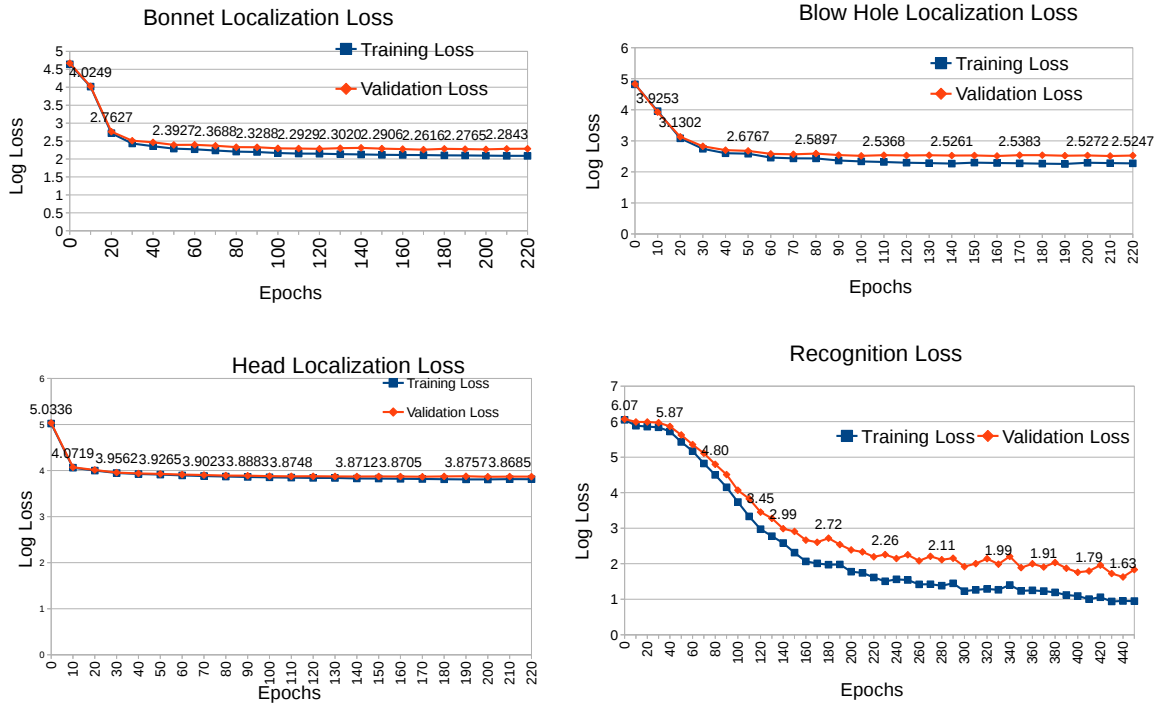 Bonnet Localization Loss
Training Loss
Validation Loss
5
4.5
4
3.5
3
2.5
2
1.5
1
0.5
0
4.0249
2.7627
2.3927 2.3688 2.3288 2.2929 2.3020 2.2906 2.2616 2.2765 2.2843
0 20 40 60 80 100 120 140 160 180 200 220
Log Loss
Epochs
Blow Hole Localization Loss
Training Loss
Validation Loss
6
5
4
3
2
1
0
3.9253
3.1302
2.6767 2.5897 2.5368 2.5261 2.5383 2.5272 2.5247
0 10 20 30 40 50 60 70 80 90 100 110 120 130 140 150 160 170 180 190 200 210 220
Log Loss
Epochs
Head Localization Loss
Training Loss
Validation Loss
6
5
4
3
2
1
0
5.0336
4.0719 3.9562 3.9265 3.9023 3.8883 3.8748 3.8712 3.8705 3.8757 3.8685
0 10 20 30 40 50 60 70 80 90 100 110 120 130 140 150 160 170 180 190 200 210 220
Log Loss
Epochs
Recognition Loss
Training Loss Validation Loss
7
6
5
4
3
2
1
0
6.07 5.87
4.80
3.45
2.99
2.72
2.26 2.11 1.99 1.91 1.79 1.63
0 20 40 60 80 100 120 140 160 180 200 220 240 260 280 300 320 340 360 380 400 420 440
Log Loss
Epochs